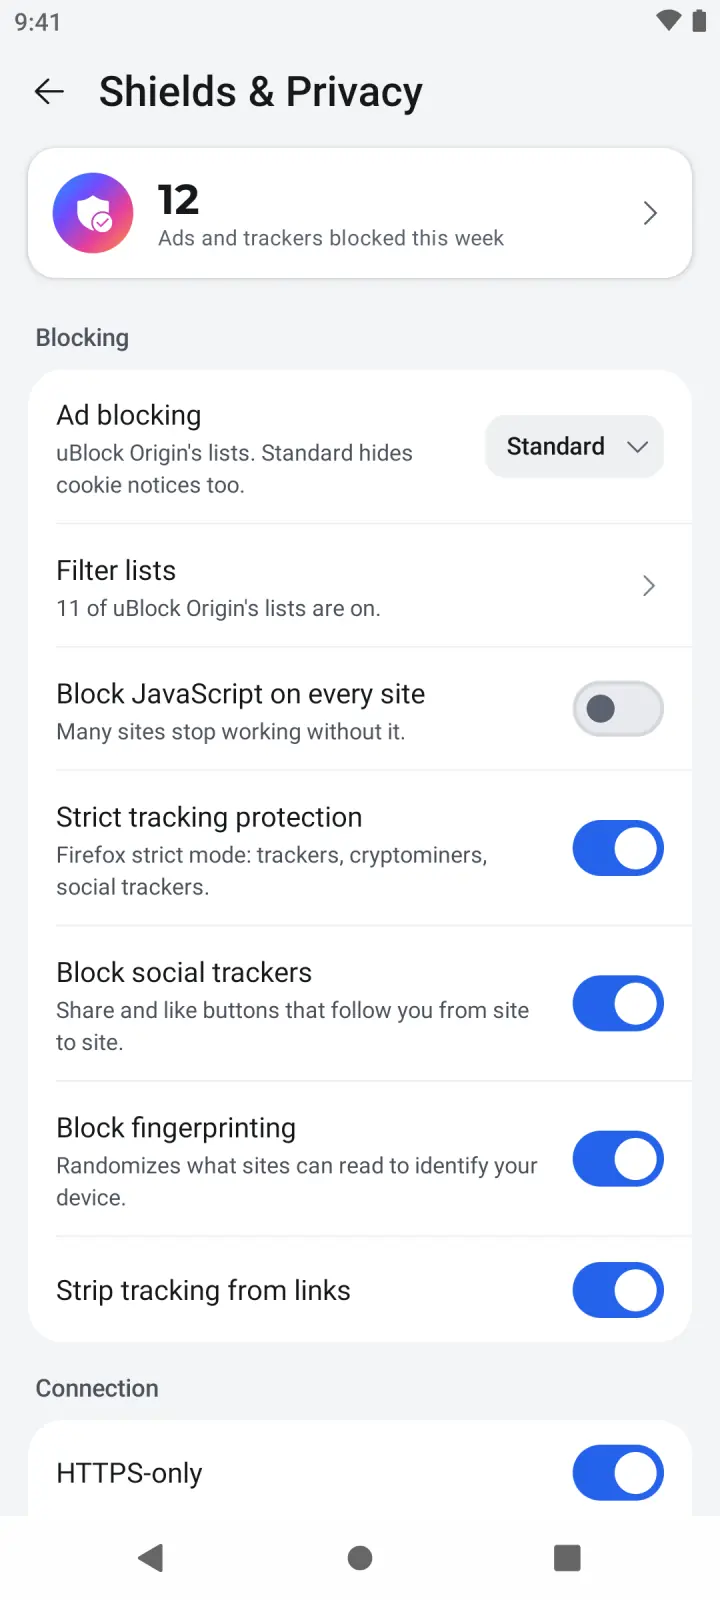 9:41
Shields & Privacy
12
Ads and trackers blocked this week
Blocking
Ad blocking
uBlock Origin's lists. Standard hides
cookie notices too.
Standard
Filter lists
11 of uBlock Origin's lists are on.
Block JavaScript on every site
Many sites stop working without it.
Strict tracking protection
Firefox strict mode: trackers, cryptominers,
social trackers.
Block social trackers
Share and like buttons that follow you from site
to site.
Block fingerprinting
Randomizes what sites can read to identify your
device.
Strip tracking from links
Connection
HTTPS-only